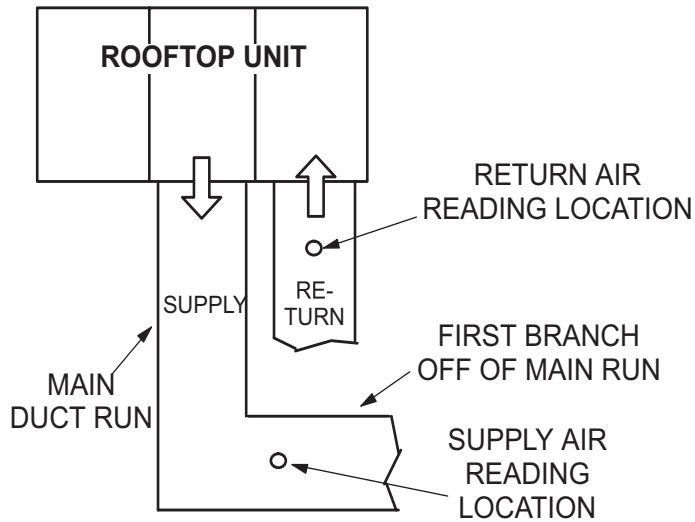 ROOFTOP UNIT
RETURN AIR
READING LOCATION
SUPPLY
RE-
TURN
FIRST BRANCH
OFF OF MAIN RUN
MAIN
DUCT RUN
SUPPLY AIR
READING
LOCATION